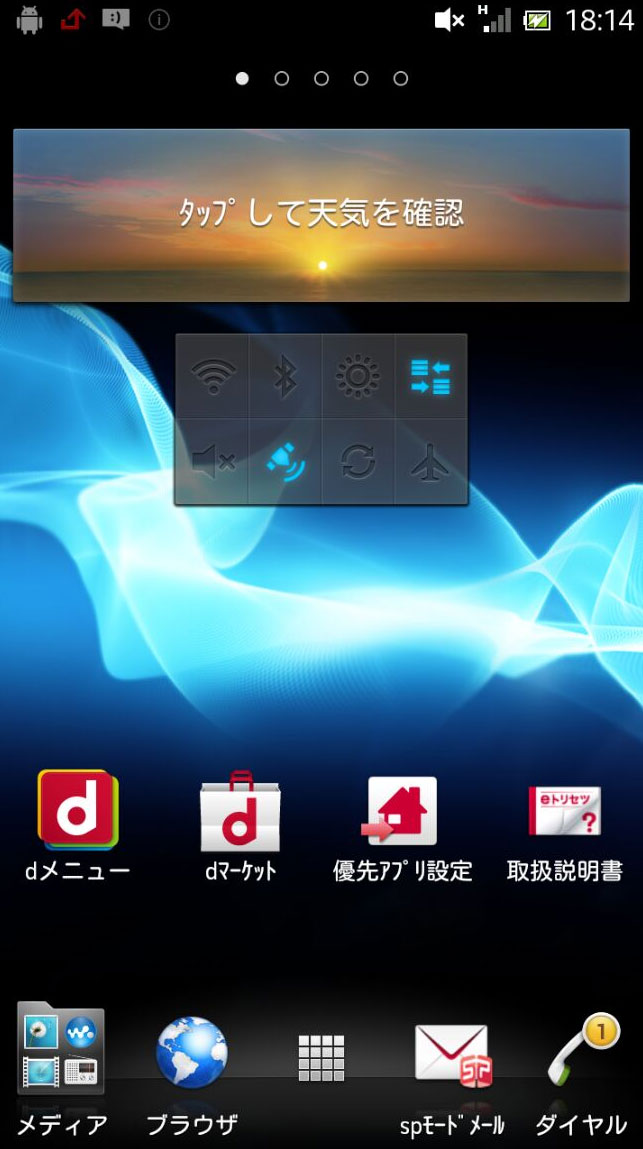 H
18:14
ﾀｯﾌﾟして天気を確認
d
d
eトリセツ
?
dメニュー
dﾏｰｹｯﾄ
優先ｱﾌﾟﾘ設定
取扱説明書
1
メディア
ブラウザ
spﾓｰﾄﾞﾒｰﾙ
ダイヤル